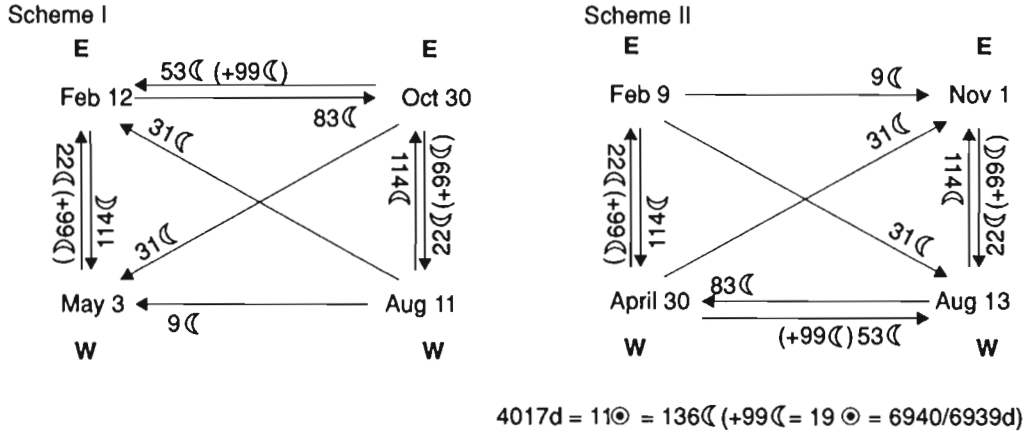 Scheme I
E E
53☾ (+99☾)
Feb 12 Oct 30
83☾
31☾
22☾(+99☾)
114☾
114☾
22☾(+99☾)
31☾
May 3 Aug 11
9☾
W W
Scheme II
E E
9☾
Feb 9 Nov 1
31☾
22☾(+99☾)
114☾
114☾
22☾(+99☾)
31☾
83☾
April 30 Aug 13
(+99☾) 53☾
W W
4017d = 11☉ = 136☾ (+99☾ = 19 ☉ = 6940/6939d)